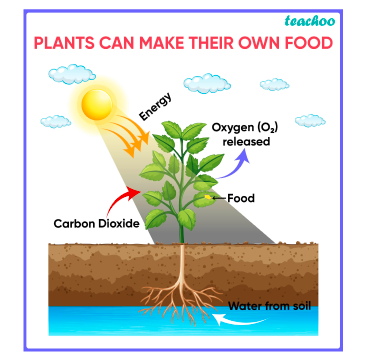 teachoo
PLANTS CAN MAKE THEIR OWN FOOD
Energy
Oxygen (O₂)
released
Food
Carbon Dioxide
Water from soil